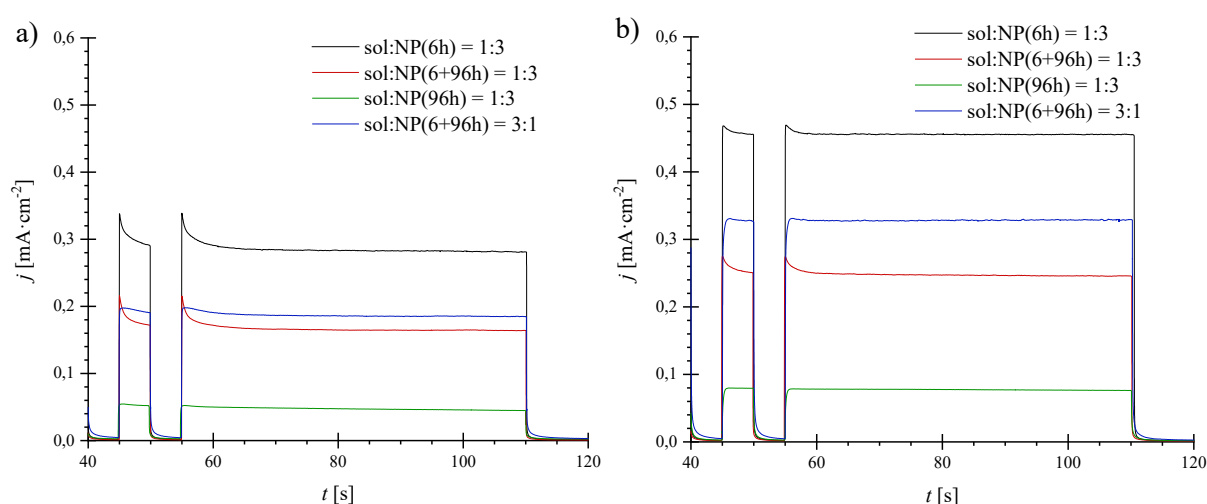 a)
sol:NP(6h) = 1:3
sol:NP(6+96h) = 1:3
sol:NP(96h) = 1:3
sol:NP(6+96h) = 3:1
0,6
0,5
0,4
0,3
0,2
0,1
0,0
j [mA·cm⁻²]
40 60 80 100 120
t [s]
b)
sol:NP(6h) = 1:3
sol:NP(6+96h) = 1:3
sol:NP(96h) = 1:3
sol:NP(6+96h) = 3:1
0,6
0,5
0,4
0,3
0,2
0,1
0,0
j [mA·cm⁻²]
40 60 80 100 120
t [s]